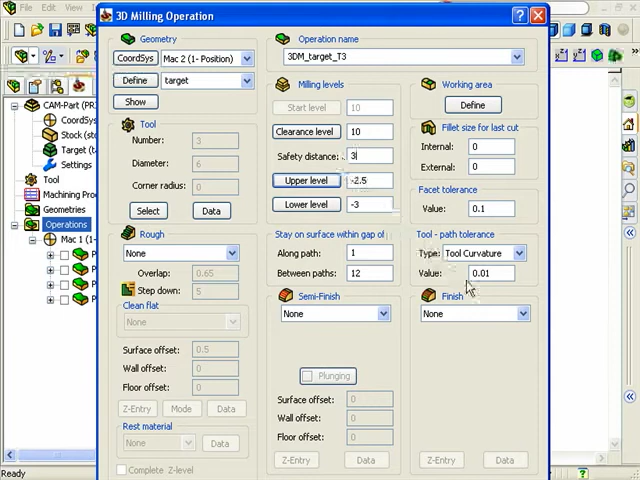 File
3D Milling Operation
CAM-Part (PR
CoordSys
Stock (sto
Target (ta
Settings
Tool
Machining Pro
Geometries
Operations
Mac 1 (1-
Ready
Geometry
CoordSys
Mac 2 (1- Position)
Define
target
Show
Tool
Number:
3
Diameter:
6
Corner radius:
0
Select
Data
Rough
None
Overlap:
0.65
Step down:
5
Clean flat
None
Surface offset:
0.5
Wall offset:
0
Floor offset:
0
Z-Entry
Mode
Data
Rest material
None
Data
Complete Z-level
Operation name
3DM_target_T3
Milling levels
Start level
10
Clearance level
10
Safety distance:
3
Upper level
-2.5
Lower level
-3
Stay on surface within gap of
Along path:
1
Between paths:
12
Semi-Finish
None
Plunging
Surface offset:
0
Wall offset:
0
Floor offset:
0
Z-Entry
Data
Working area
Define
Fillet size for last cut
Internal:
0
External:
0
Facet tolerance
Value:
0.1
Tool - path tolerance
Type:
Tool Curvature
Value:
0.01
Finish
None
Z-Entry
Data